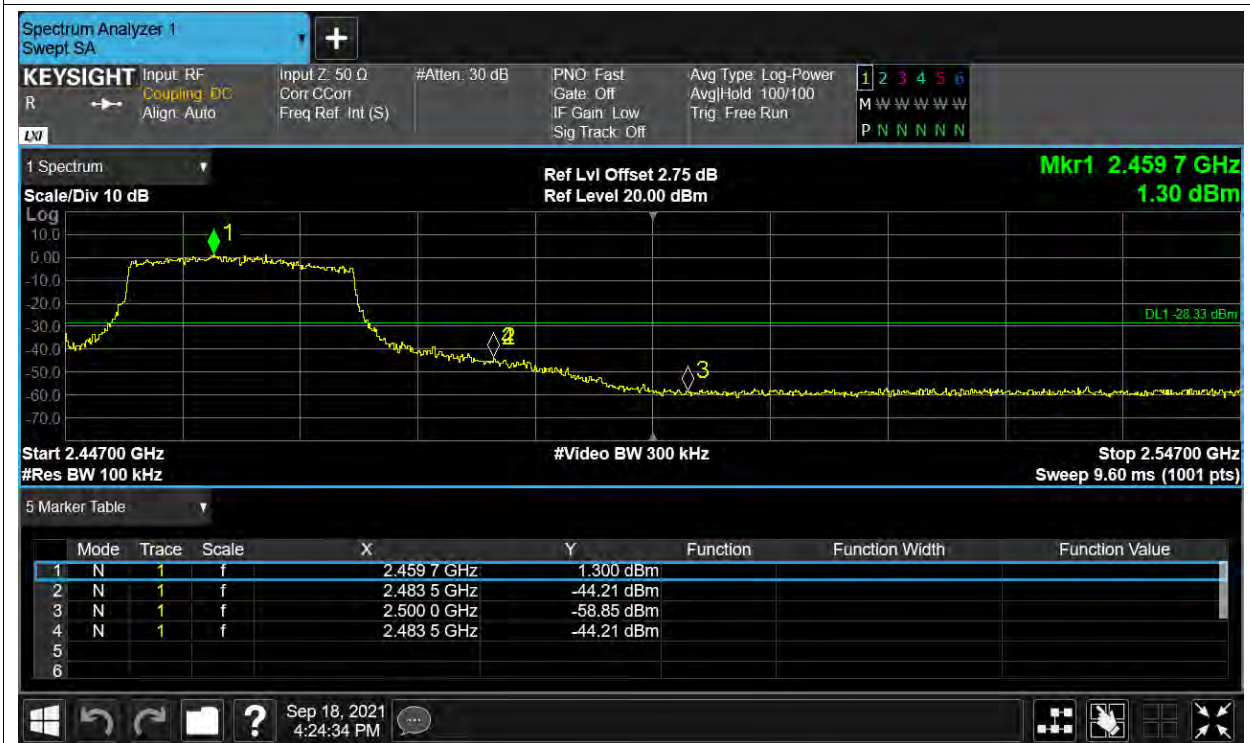 Spectrum Analyzer 1
Swept SA
+
KEYSIGHT Input: RF Input Z: 50 Ω #Atten: 30 dB PNO: Fast Avg Type: Log-Power 1 2 3 4 5 6
R Coupling: DC Corr CCorr Gate: Off Avg|Hold: 100/100 M W W W W W
Align: Auto Freq Ref: Int (S) IF Gain: Low Trig: Free Run
LXI Sig Track: Off P N N N N N
1 Spectrum Ref Lvl Offset 2.75 dB Mkr1 2.459 7 GHz
Scale/Div 10 dB Ref Level 20.00 dBm 1.30 dBm
Log
10.0
1
0.00
-10.0
-20.0
DL1 -28.33 dBm
-30.0
2
-40.0
-50.0
3
-60.0
-70.0
Start 2.44700 GHz #Video BW 300 kHz Stop 2.54700 GHz
#Res BW 100 kHz Sweep 9.60 ms (1001 pts)
5 Marker Table
Mode Trace Scale X Y Function Function Width Function Value
1 N 1 f 2.459 7 GHz 1.300 dBm
2 N 1 f 2.483 5 GHz -44.21 dBm
3 N 1 f 2.500 0 GHz -58.85 dBm
4 N 1 f 2.483 5 GHz -44.21 dBm
5
6
? Sep 18, 2021
4:24:34 PM